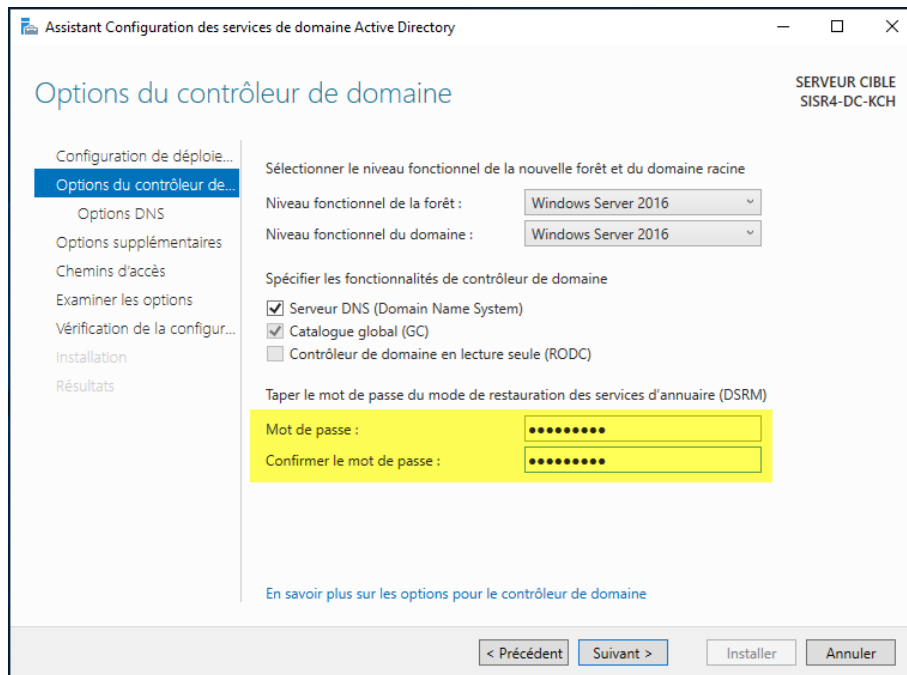 Assistant Configuration des services de domaine Active Directory
Options du contrôleur de domaine
SERVEUR CIBLE
SISR4-DC-KCH
Configuration de déploie...
Options du contrôleur de...
Options DNS
Options supplémentaires
Chemins d'accès
Examiner les options
Vérification de la configur...
Installation
Résultats
Sélectionner le niveau fonctionnel de la nouvelle forêt et du domaine racine
Niveau fonctionnel de la forêt : Windows Server 2016
Niveau fonctionnel du domaine : Windows Server 2016
Spécifier les fonctionnalités de contrôleur de domaine
Serveur DNS (Domain Name System)
Catalogue global (GC)
Contrôleur de domaine en lecture seule (RODC)
Taper le mot de passe du mode de restauration des services d'annuaire (DSRM)
Mot de passe : ●●●●●●●●●
Confirmer le mot de passe : ●●●●●●●●●
En savoir plus sur les options pour le contrôleur de domaine
< Précédent Suivant > Installer Annuler